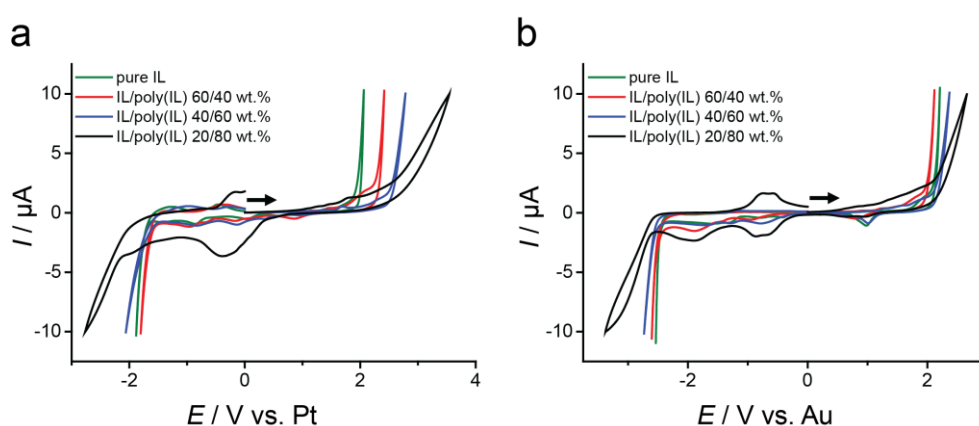 a
pure IL
IL/poly(IL) 60/40 wt.%
IL/poly(IL) 40/60 wt.%
IL/poly(IL) 20/80 wt.%
10
5
0
-5
-10
I / µA
-2
0
2
4
E / V vs. Pt
b
pure IL
IL/poly(IL) 60/40 wt.%
IL/poly(IL) 40/60 wt.%
IL/poly(IL) 20/80 wt.%
10
5
0
-5
-10
I / µA
-2
0
2
E / V vs. Au